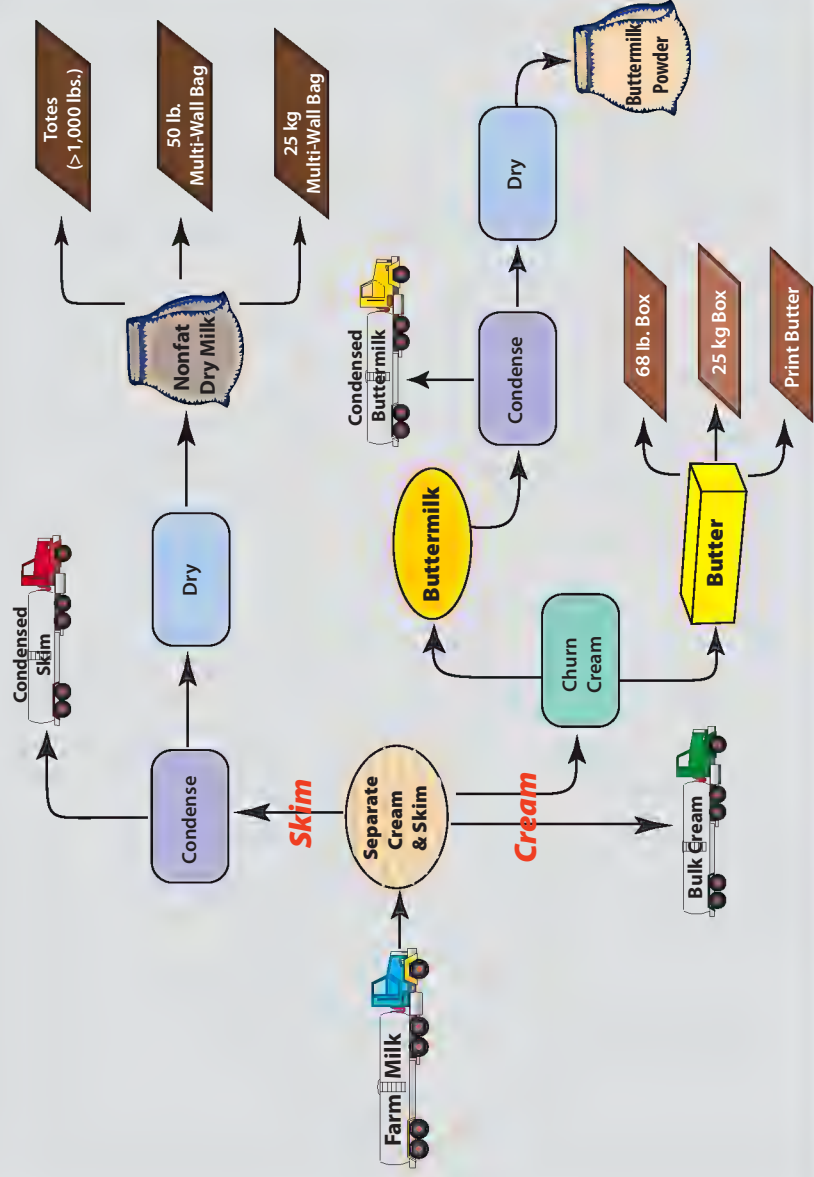 Farm Milk
Separate
Cream
& Skim
Skim
Cream
Condense
Condensed
Skim
Dry
Nonfat
Dry Milk
Totes
(>1,000 lbs.)
50 lb.
Multi-Wall Bag
25 kg
Multi-Wall Bag
Bulk Cream
Churn
Cream
Buttermilk
Condense
Condensed
Buttermilk
Dry
Buttermilk
Powder
Butter
68 lb. Box
25 kg Box
Print Butter